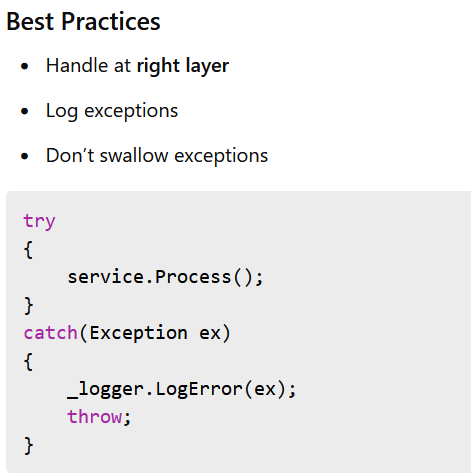 Best Practices
• Handle at right layer
• Log exceptions
• Don’t swallow exceptions
try
{
    service.Process();
}
catch(Exception ex)
{
    _logger.LogError(ex);
    throw;
}